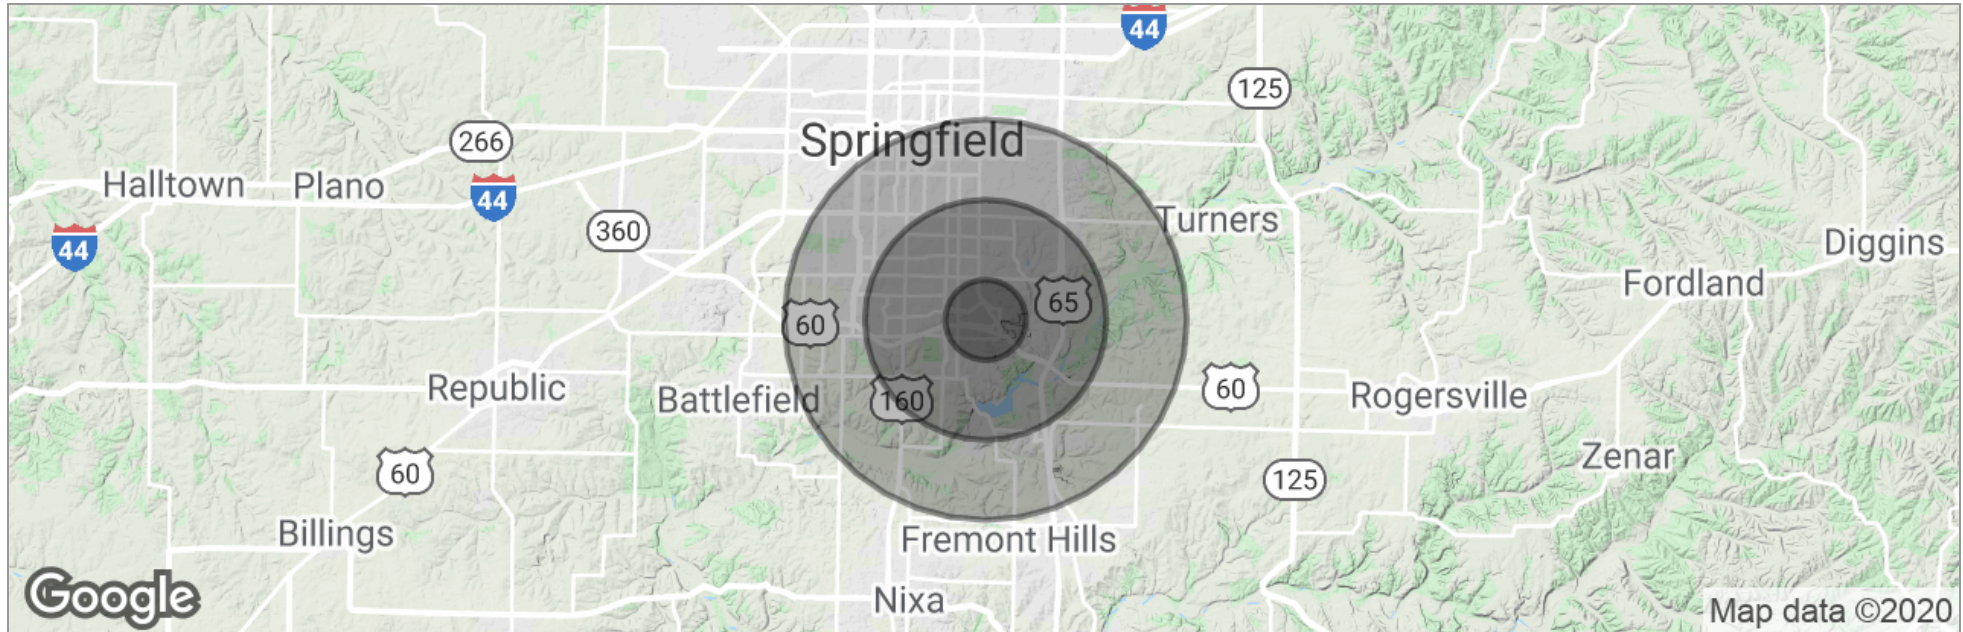 44
125
Springfield
266
Halltown
Plano
44
Turners
360
44
Diggins
Fordland
65
60
Republic
Battlefield
160
60
Rogersville
Zenar
60
125
Billings
Fremont Hills
Google
Nixa
Map data ©2020